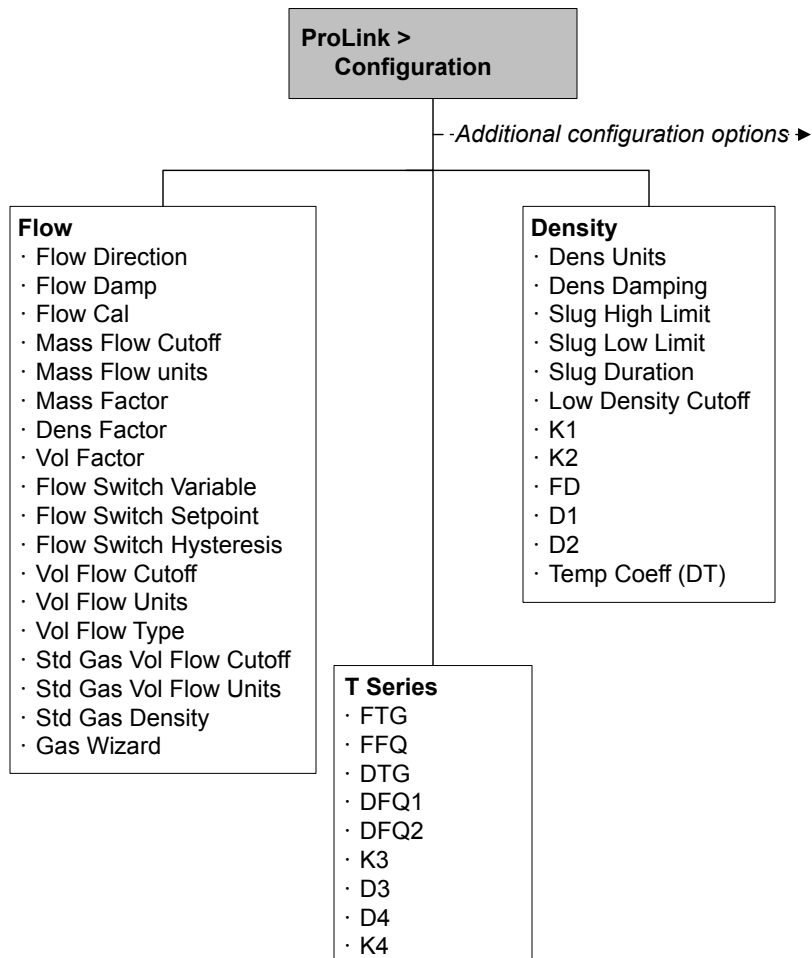 ProLink >
Configuration
Additional configuration options
Flow
· Flow Direction
· Flow Damp
· Flow Cal
· Mass Flow Cutoff
· Mass Flow units
· Mass Factor
· Dens Factor
· Vol Factor
· Flow Switch Variable
· Flow Switch Setpoint
· Flow Switch Hysteresis
· Vol Flow Cutoff
· Vol Flow Units
· Vol Flow Type
· Std Gas Vol Flow Cutoff
· Std Gas Vol Flow Units
· Std Gas Density
· Gas Wizard
Density
· Dens Units
· Dens Damping
· Slug High Limit
· Slug Low Limit
· Slug Duration
· Low Density Cutoff
· K1
· K2
· FD
· D1
· D2
· Temp Coeff (DT)
T Series
· FTG
· FFQ
· DTG
· DFQ1
· DFQ2
· K3
· D3
· D4
· K4